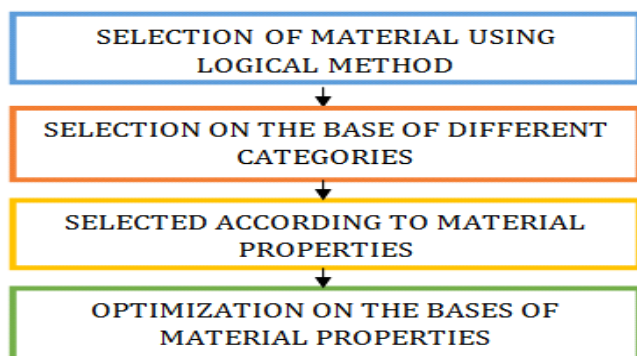 SELECTION OF MATERIAL USING
LOGICAL METHOD
SELECTION ON THE BASE OF DIFFERENT
CATEGORIES
SELECTED ACCORDING TO MATERIAL
PROPERTIES
OPTIMIZATION ON THE BASES OF
MATERIAL PROPERTIES